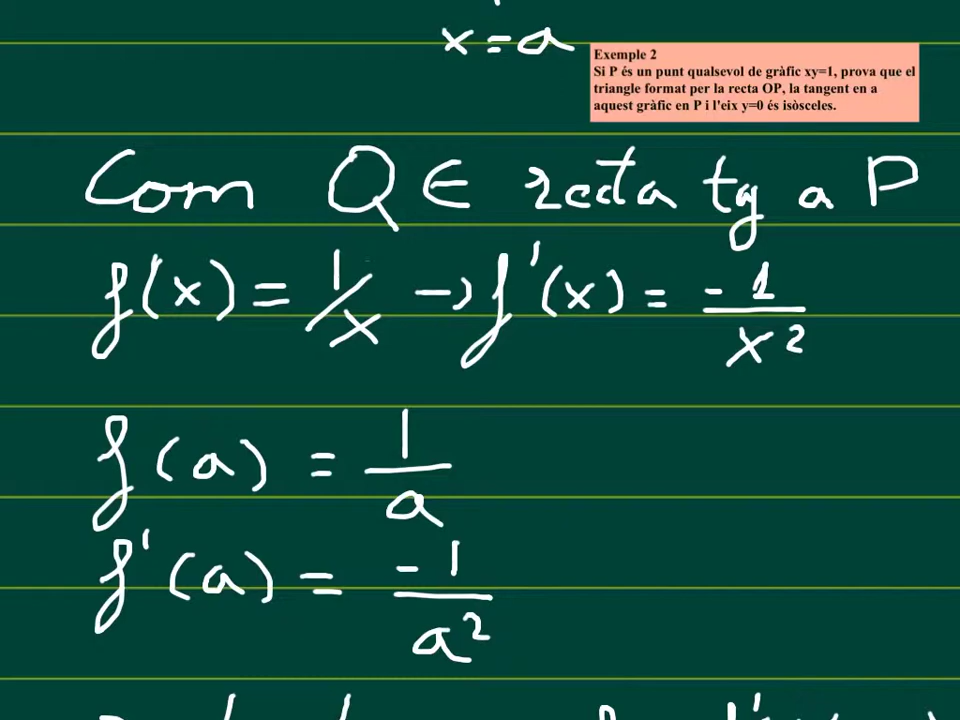 x=a
Exemple 2
Si P és un punt qualsevol de gràfic xy=1, prova que el
triangle format per la recta OP, la tangent en a
aquest gràfic en P i l'eix y=0 és isòsceles.
Com Q ∈ recta tg a P
f(x) = 1/x → f'(x) = -1/x²
f(a) = 1/a
f'(a) = -1/a²